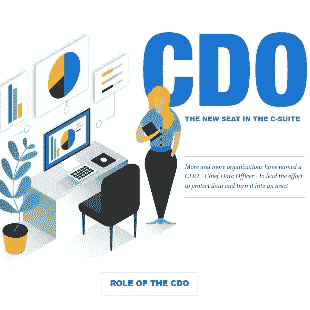 CDO
THE NEW SEAT IN THE C-SUITE
More and more organizations have named a
CDO - Chief Data Officer - to lead the effort
to protect data and turn it into an asset
ROLE OF THE CDO